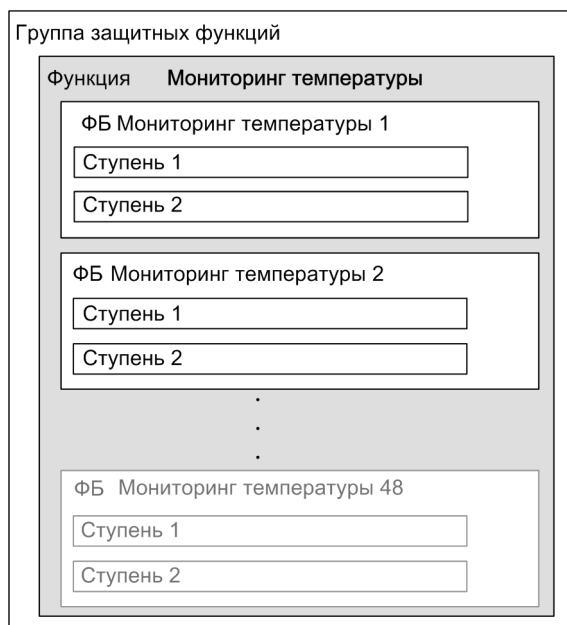 Группа защитных функций
Функция Мониторинг температуры
ФБ Мониторинг температуры 1
Ступень 1
Ступень 2
ФБ Мониторинг температуры 2
Ступень 1
Ступень 2
ФБ Мониторинг температуры 48
Ступень 1
Ступень 2